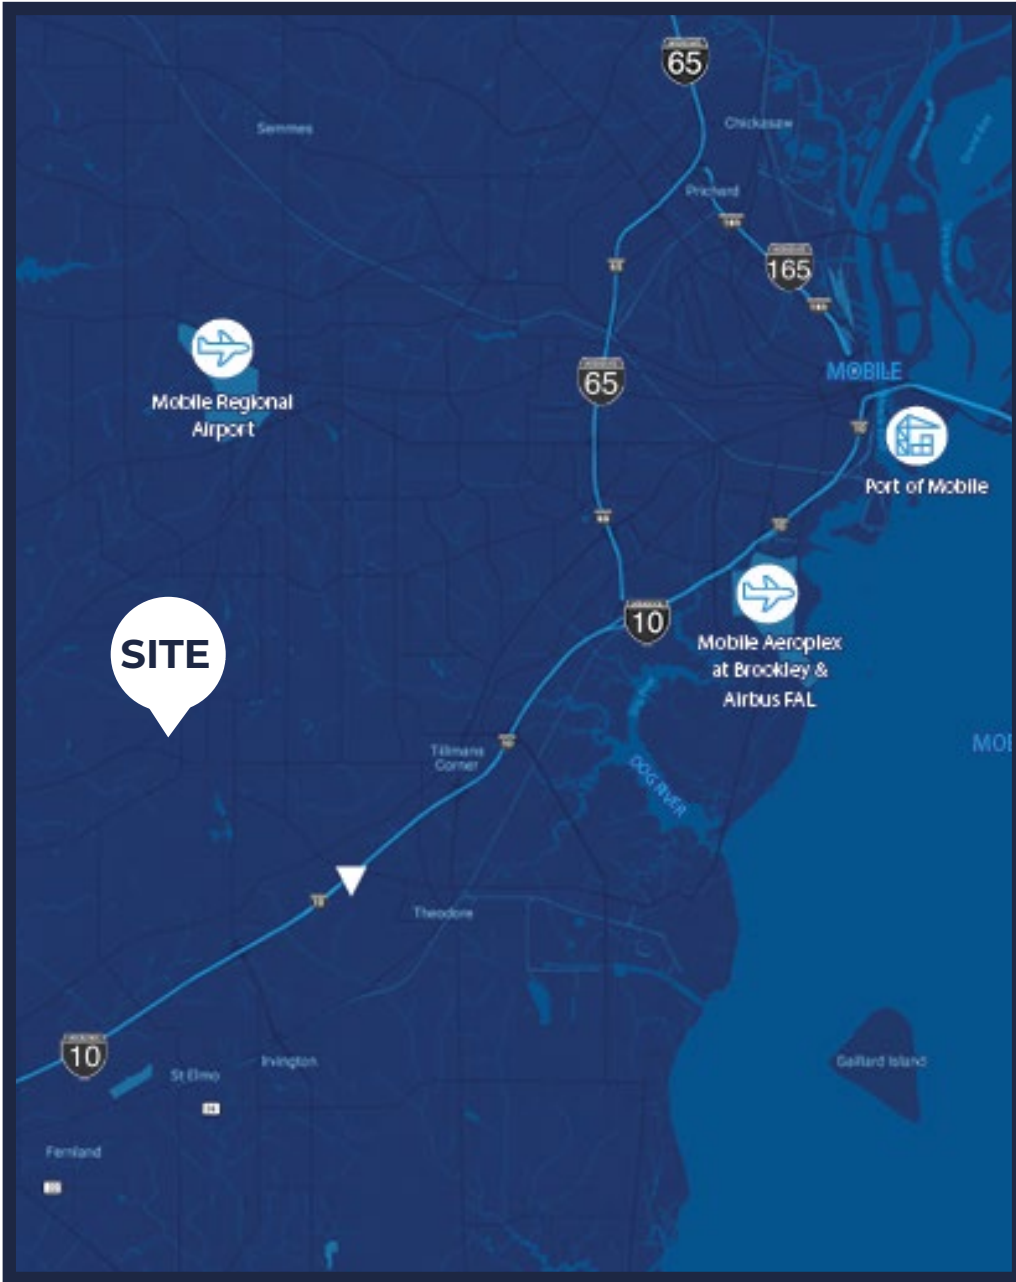 65
Chickasaw
Semmes
Prichard
165
65
MOBILE
Mobile Regional
Airport
Port of Mobile
10
SITE
Mobile Aeroplex
at Brookley &
Airbus FAL
MOB
Tillmans
Corner
DOG RIVER
Theodore
10
St Elmo
Irvington
Gaillard Island
Fernland